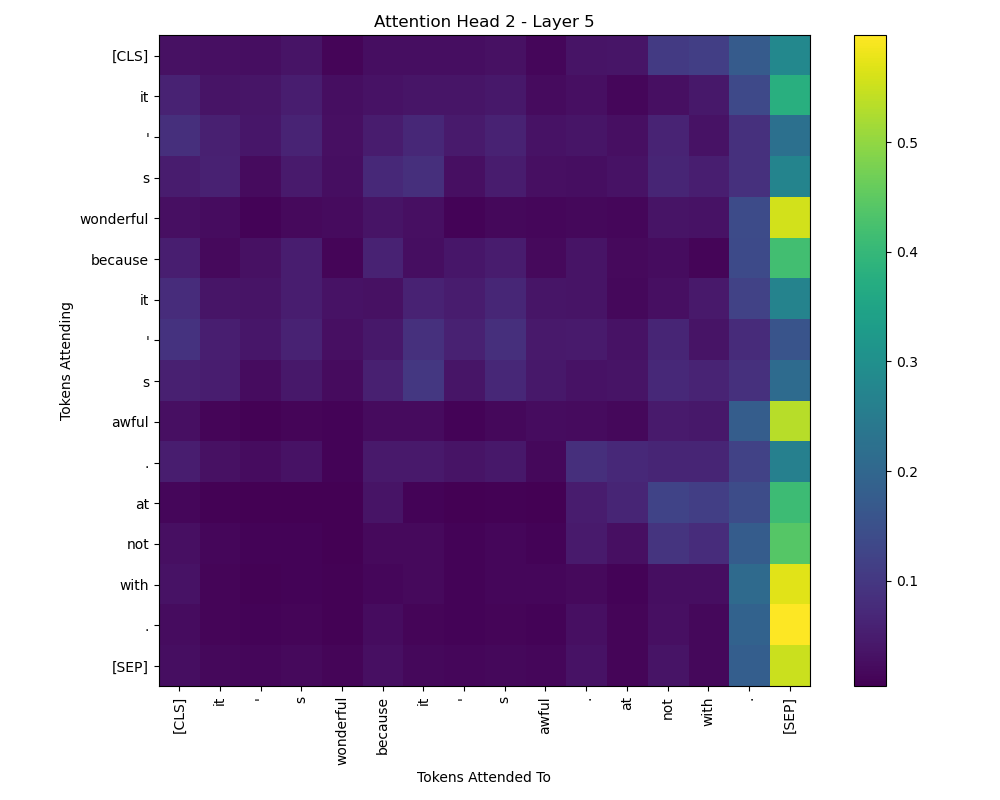 Attention Head 2 - Layer 5
Tokens Attending
[CLS]
it
'
s
wonderful
because
it
'
s
awful
.
at
not
with
.
[SEP]
[CLS] it ' s wonderful because it ' s awful . at not with . [SEP]
Tokens Attended To
0.5
0.4
0.3
0.2
0.1